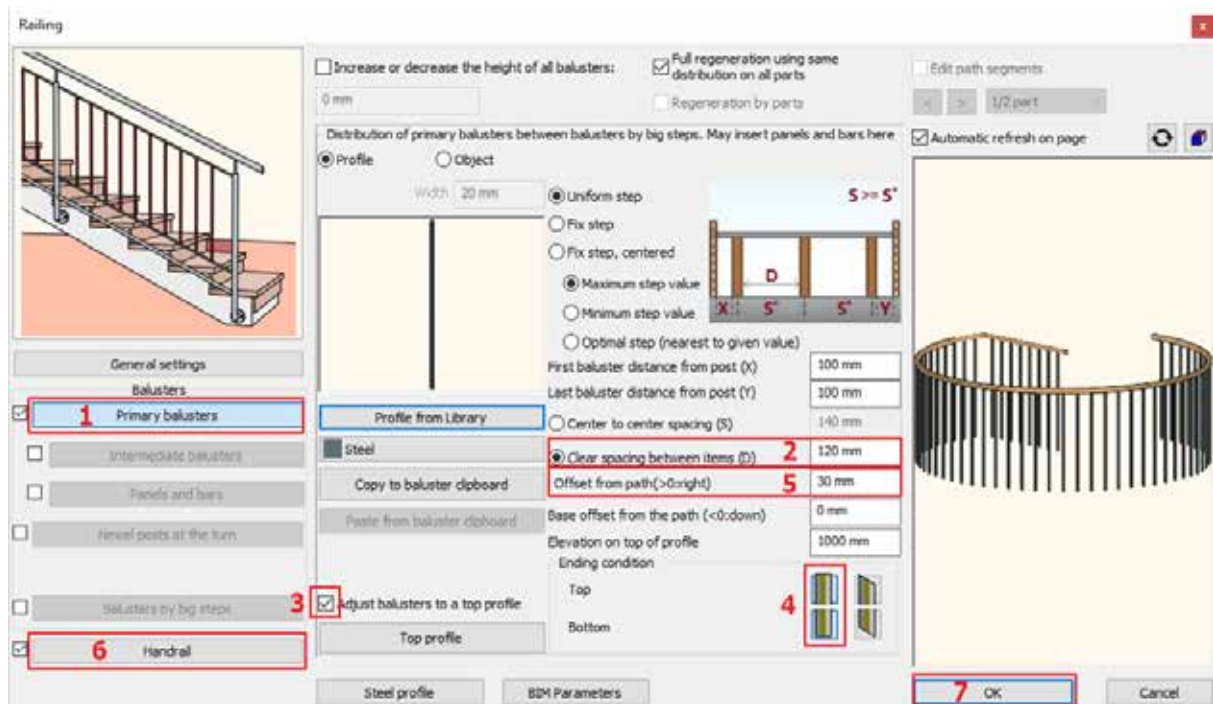 Railing
x
Increase or decrease the height of all balusters:
0 mm
Full regeneration using same
distribution on all parts
Regeneration by parts
Edit path segments
< > 1/2 part
Automatic refresh on page
Distribution of primary balusters between balusters by big steps. May insert panels and bars here
Profile Object
Width 20 mm
Uniform step
Fix step
Fix step, centered
Maximum step value
Minimum step value
Optimal step (nearest to given value)
S >= S*
D
X S* S* Y
First baluster distance from post (X) 100 mm
Last baluster distance from post (Y) 100 mm
Center to center spacing (S) 140 mm
Clear spacing between items (D) 2 120 mm
Offset from path(>0:right) 5 30 mm
Base offset from the path (<0:down) 0 mm
Elevation on top of profile 1000 mm
Ending condition
Top
4
Bottom
General settings
Balusters
1 Primary balusters
Intermediate balusters
Panels and bars
Newel posts at the turn
Balusters by big steps
6 Handrail
Profile from Library
Steel
Copy to baluster clipboard
Paste from baluster clipboard
3 Adjust balusters to a top profile
Top profile
Steel profile BIM Parameters
7 OK Cancel